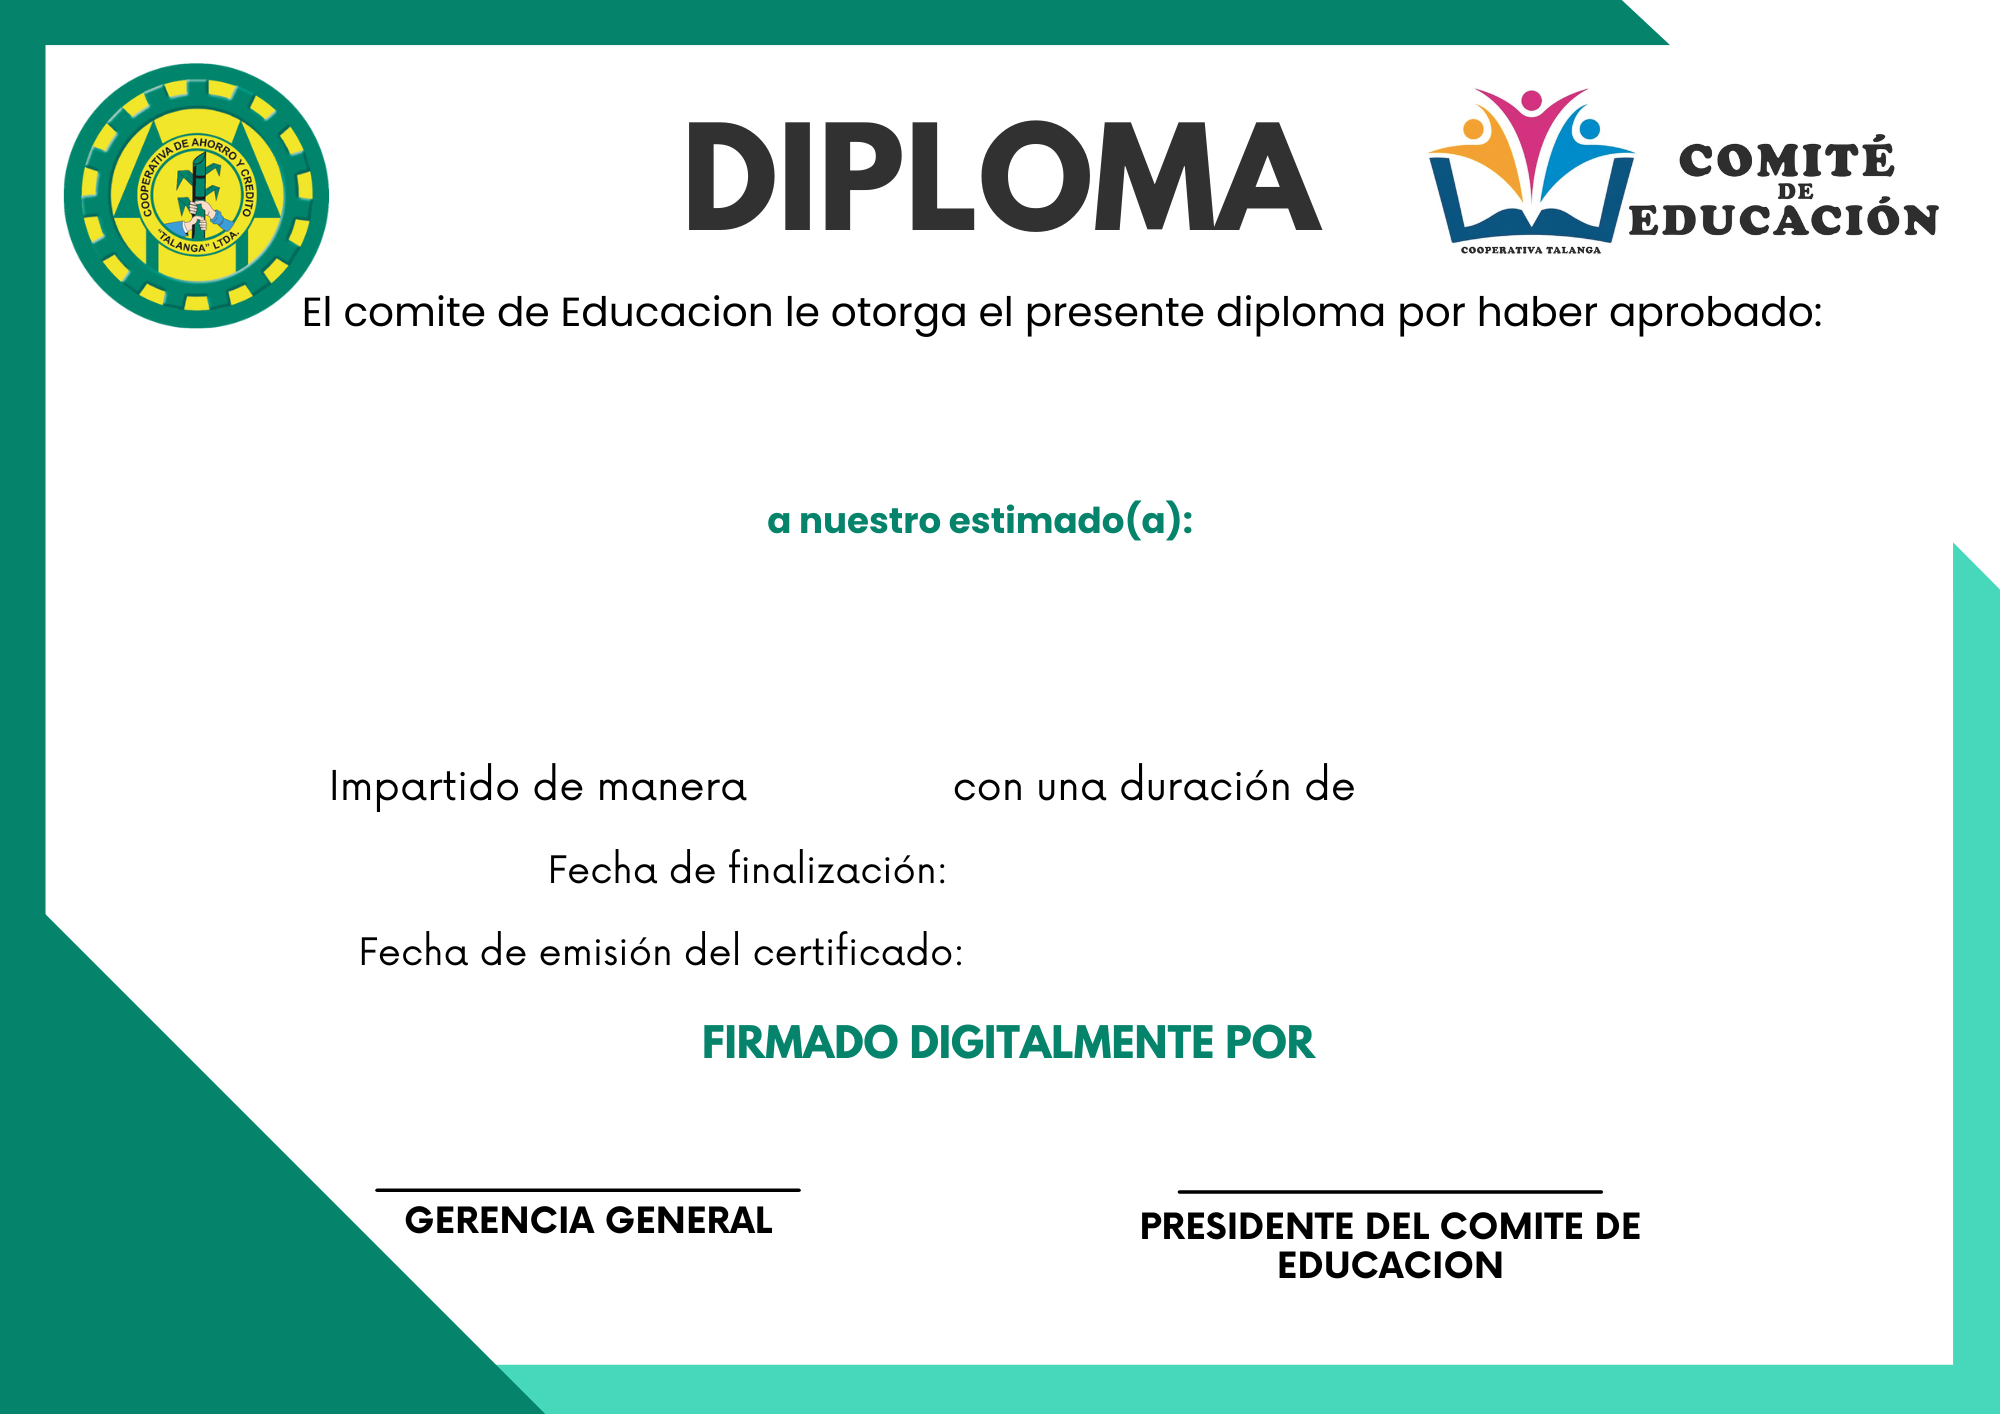 COOPERATIVA DE AHORRO Y CREDITO
"TALANGA" LTDA.
DIPLOMA
COMITÉ
DE
EDUCACIÓN
COOPERATIVA TALANGA
El comite de Educacion le otorga el presente diploma por haber aprobado:
a nuestro estimado(a):
Impartido de manera con una duración de
Fecha de finalización:
Fecha de emisión del certificado:
FIRMADO DIGITALMENTE POR
GERENCIA GENERAL
PRESIDENTE DEL COMITE DE
EDUCACION